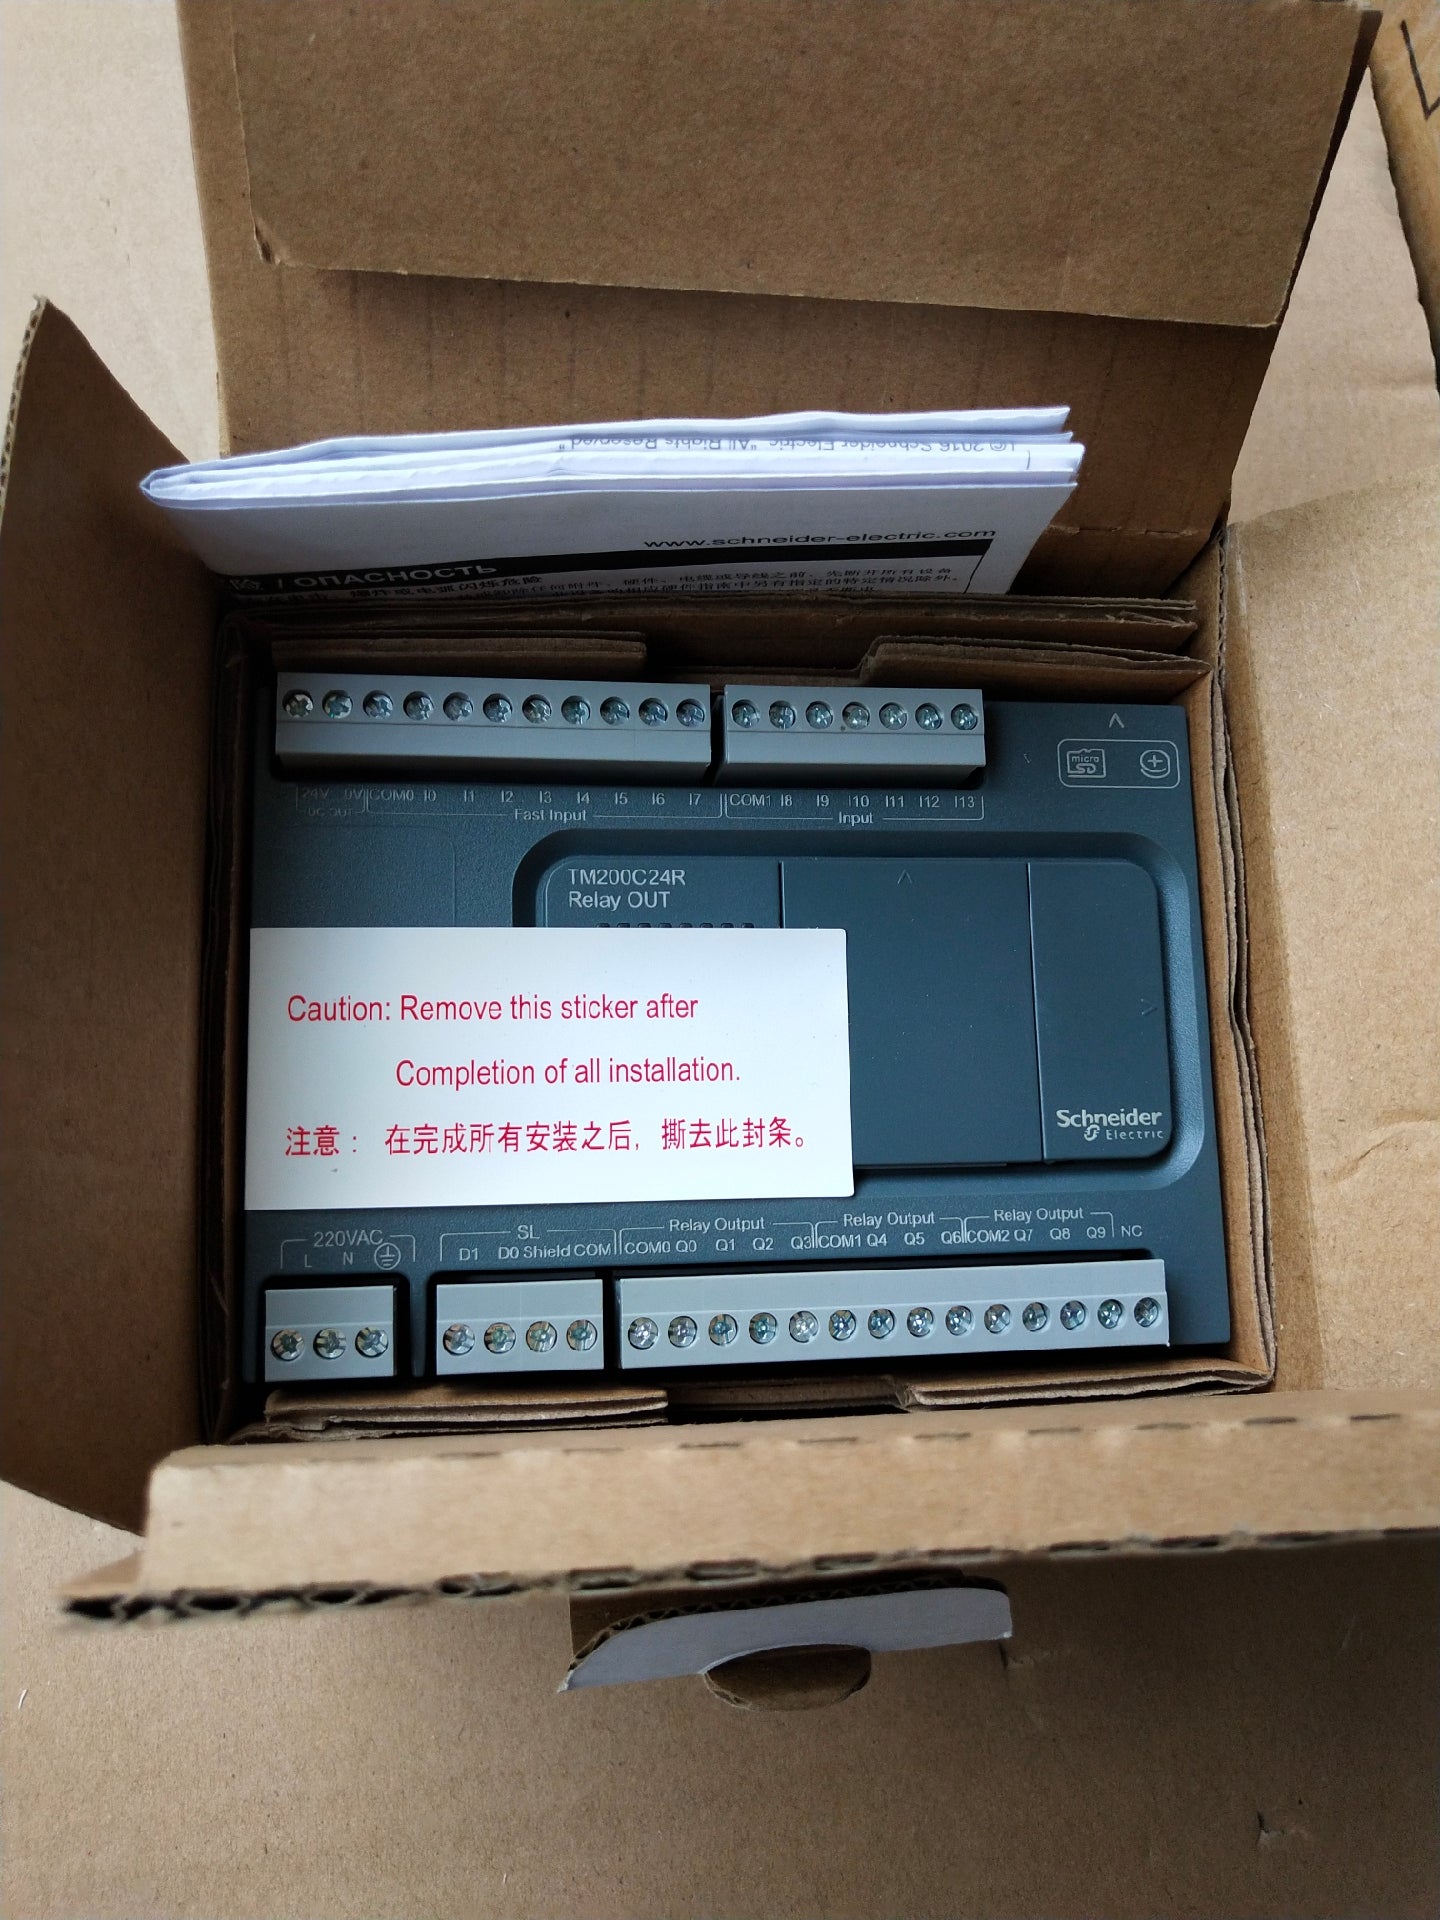 © 2016 Schneider Electric "All Rights Reserved"
www.schneider-electric.com
险 / ОПАСНОСТЬ
micro
SD
24V 0V COM0 I0 I1 I2 I3 I4 I5 I6 I7 COM1 I8 I9 I10 I11 I12 I13
DC OUT Fast Input Input
TM200C24R
Relay OUT
Caution: Remove this sticker after
Completion of all installation.
注意： 在完成所有安装之后，撕去此封条。
Schneider
Electric
220VAC SL Relay Output Relay Output Relay Output
L N D1 D0 Shield COM COM0 Q0 Q1 Q2 Q3 COM1 Q4 Q5 Q6 COM2 Q7 Q8 Q9 NC